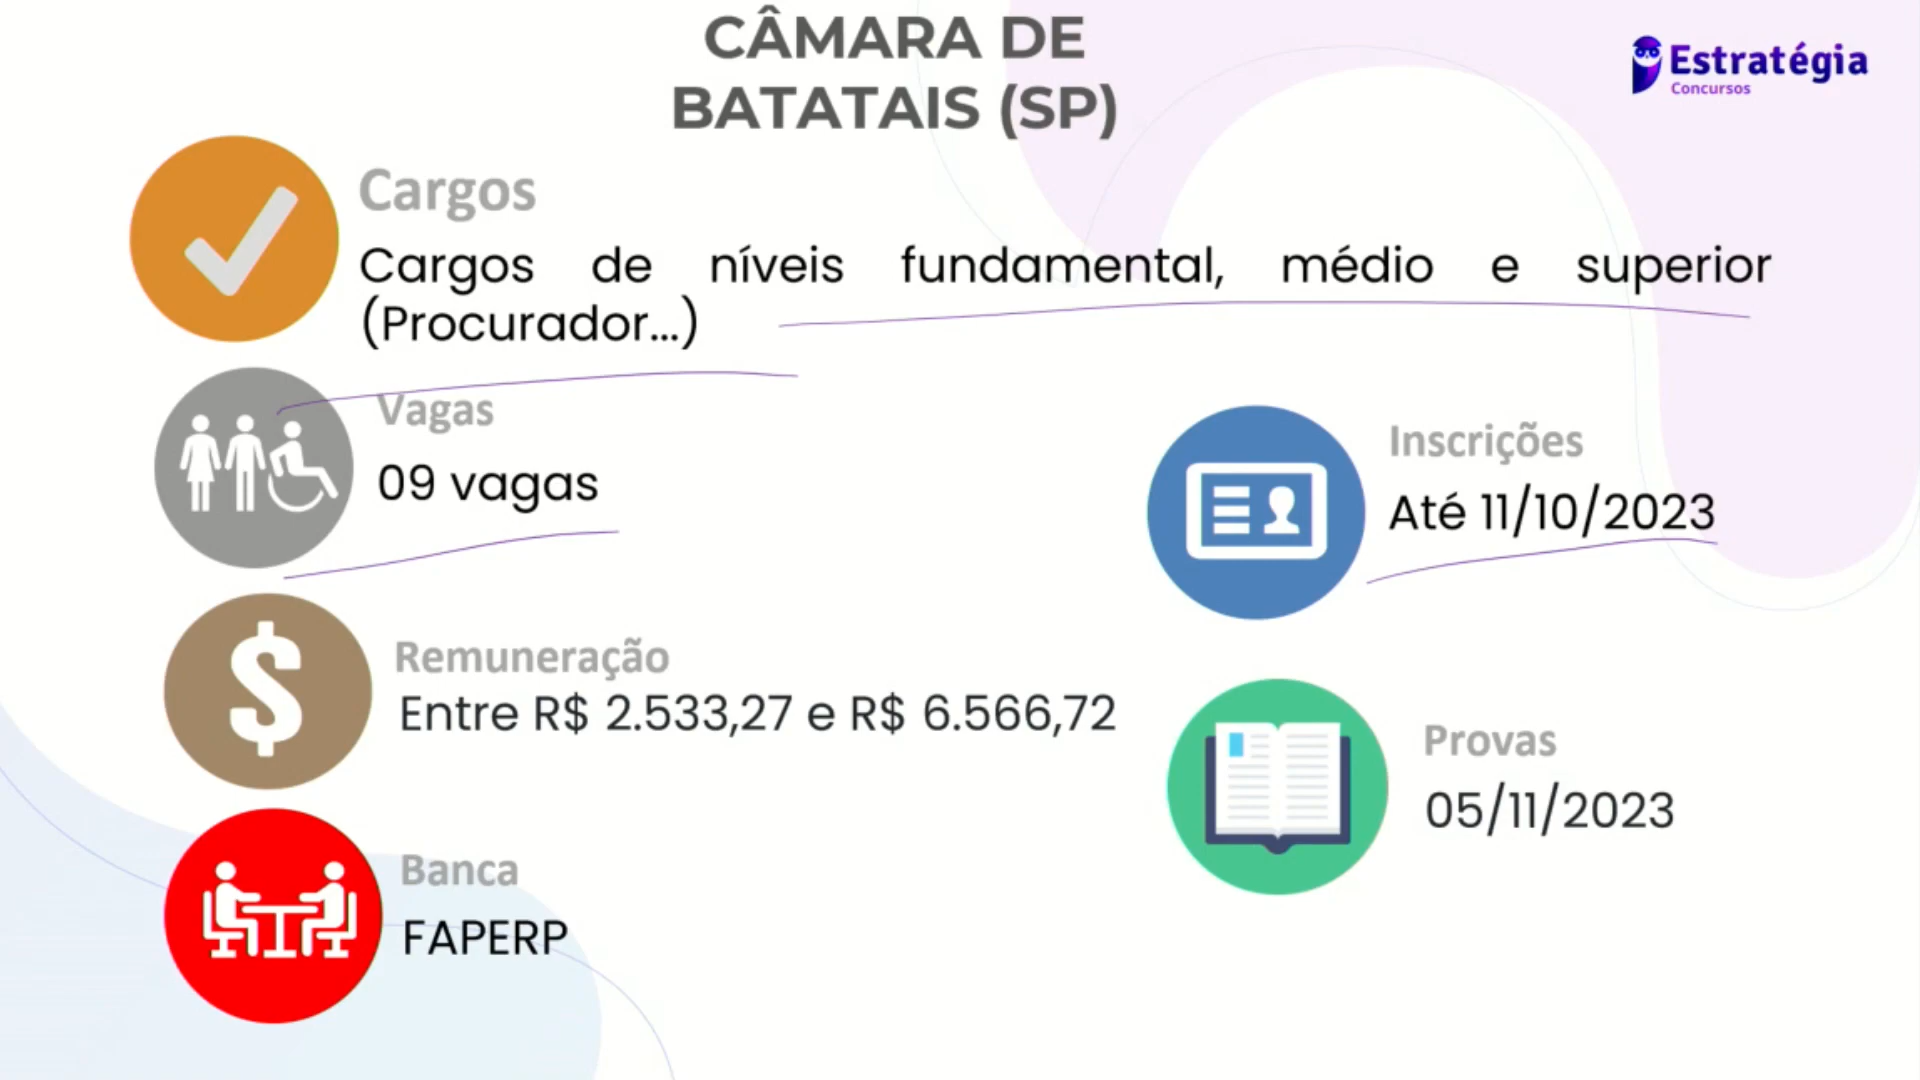 CÂMARA DE
BATATAIS (SP)
Estratégia
Concursos
Cargos
Cargos de níveis fundamental, médio e superior
(Procurador...)
Vagas
09 vagas
Inscrições
Até 11/10/2023
Remuneração
Entre R$ 2.533,27 e R$ 6.566,72
Provas
05/11/2023
Banca
FAPERP